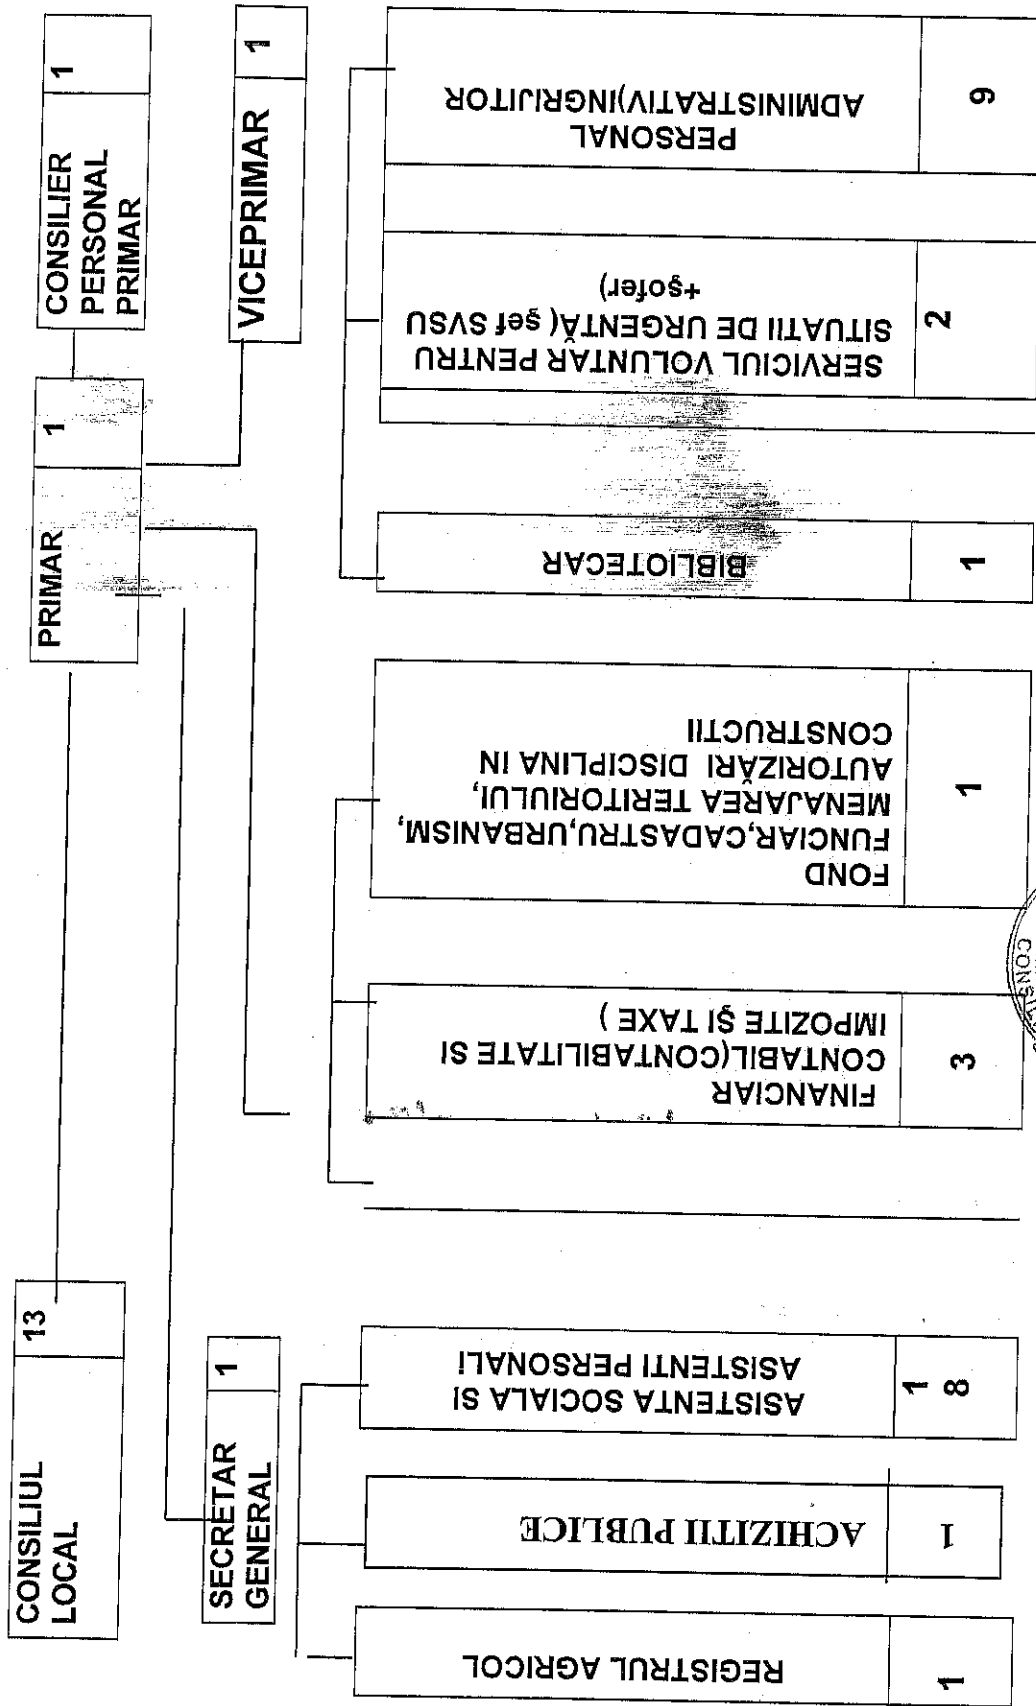 CONSILIUL
LOCAL
13
PRIMAR
1
CONSILIER
PERSONAL
PRIMAR
1
SECRETAR
GENERAL
1
VICEPRIMAR
1
REGISTRUL AGRICOL
1
ACHIZITII PUBLICE
1
ASISTENTA SOCIALA SI
ASISTENTI PERSONALI
1
8
FINANCIAR
CONTABIL(CONTABILITATE SI
IMPOZITE ŞI TAXE )
3
FOND
FUNCIAR,CADASTRU,URBANISM,
MENAJAREA TERITORIULUI,
AUTORIZĂRI DISCIPLINA IN
CONSTRUCTII
1
BIBLIOTECAR
1
SERVICIUL VOLUNTAR PENTRU
SITUATII DE URGENTĂ( şef SVSU
+şofer)
2
PERSONAL
ADMINISTRATIV)INGRIJITOR
9